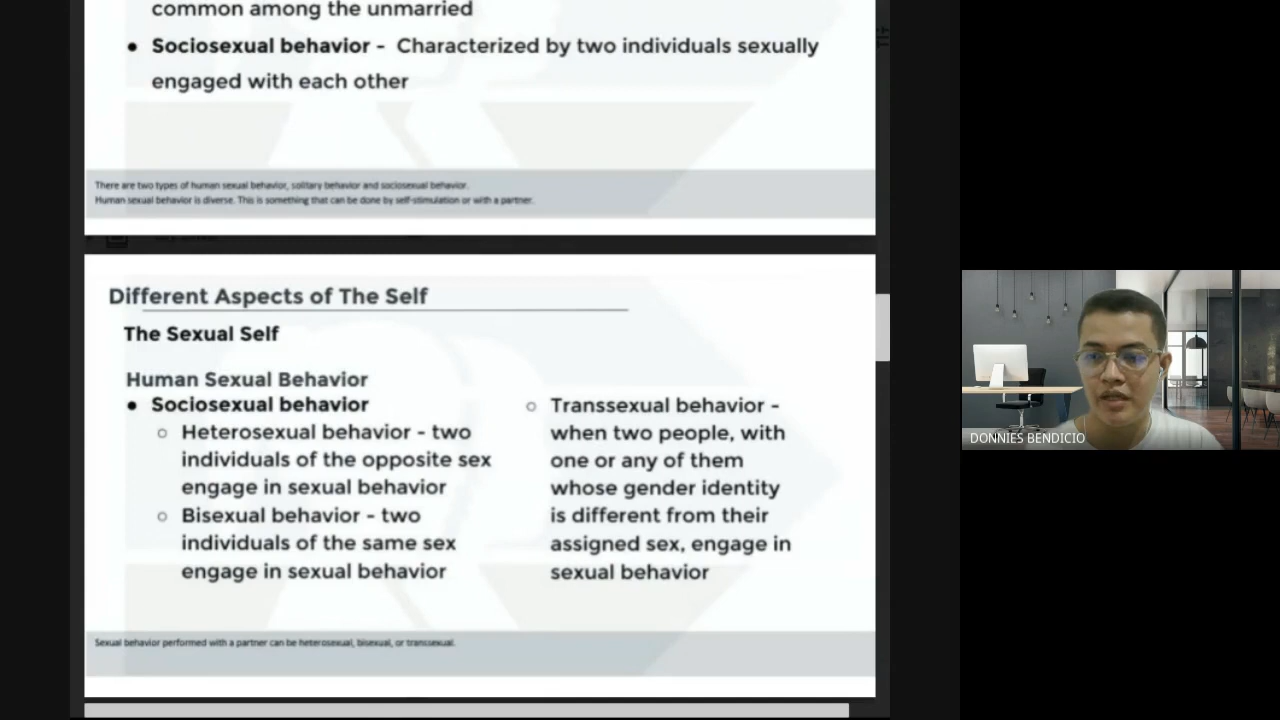 common among the unmarried
● Sociosexual behavior - Characterized by two individuals sexually
engaged with each other
There are two types of human sexual behavior, solitary behavior and sociosexual behavior.
Human sexual behavior is diverse. This is something that can be done by self-stimulation or with a partner.
Different Aspects of The Self
The Sexual Self
Human Sexual Behavior
● Sociosexual behavior
○ Heterosexual behavior - two
individuals of the opposite sex
engage in sexual behavior
○ Bisexual behavior - two
individuals of the same sex
engage in sexual behavior
○ Transsexual behavior -
when two people, with
one or any of them
whose gender identity
is different from their
assigned sex, engage in
sexual behavior
Sexual behavior performed with a partner can be heterosexual, bisexual, or transsexual.
DONNIES BENDICIO